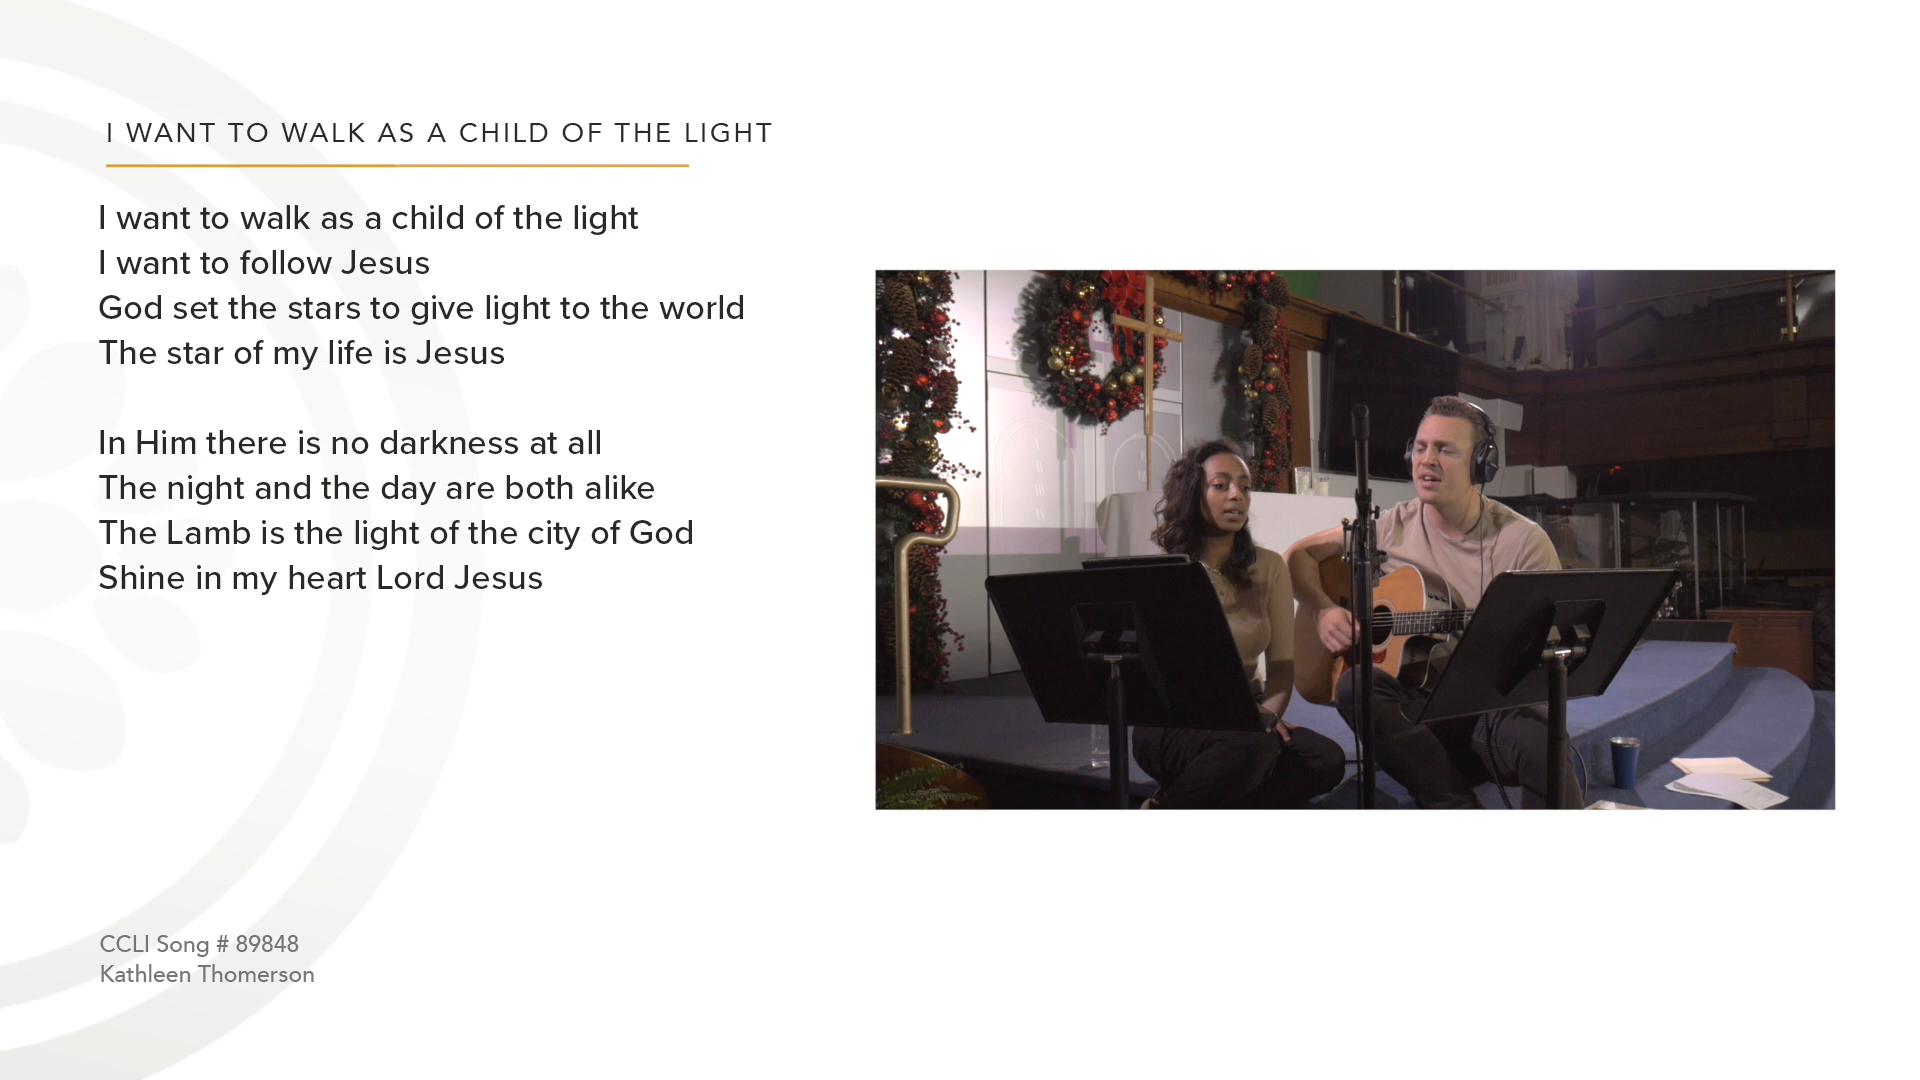 I WANT TO WALK AS A CHILD OF THE LIGHT
I want to walk as a child of the light
I want to follow Jesus
God set the stars to give light to the world
The star of my life is Jesus
In Him there is no darkness at all
The night and the day are both alike
The Lamb is the light of the city of God
Shine in my heart Lord Jesus
CCLI Song # 89848
Kathleen Thomerson